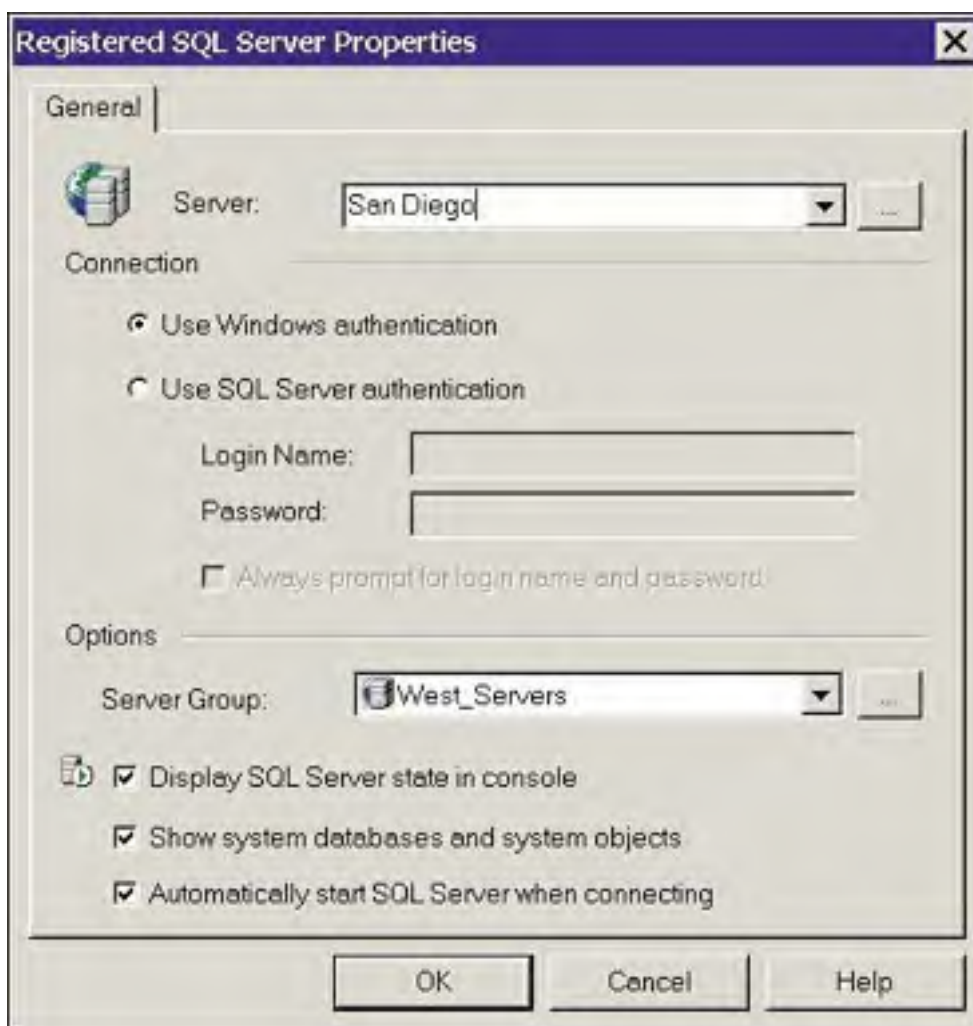 Registered SQL Server Properties
General
Server: San Diego ...
Connection
Use Windows authentication
Use SQL Server authentication
Login Name:
Password:
Always prompt for login name and password
Options
Server Group: West_Servers ...
Display SQL Server state in console
Show system databases and system objects
Automatically start SQL Server when connecting
OK Cancel Help